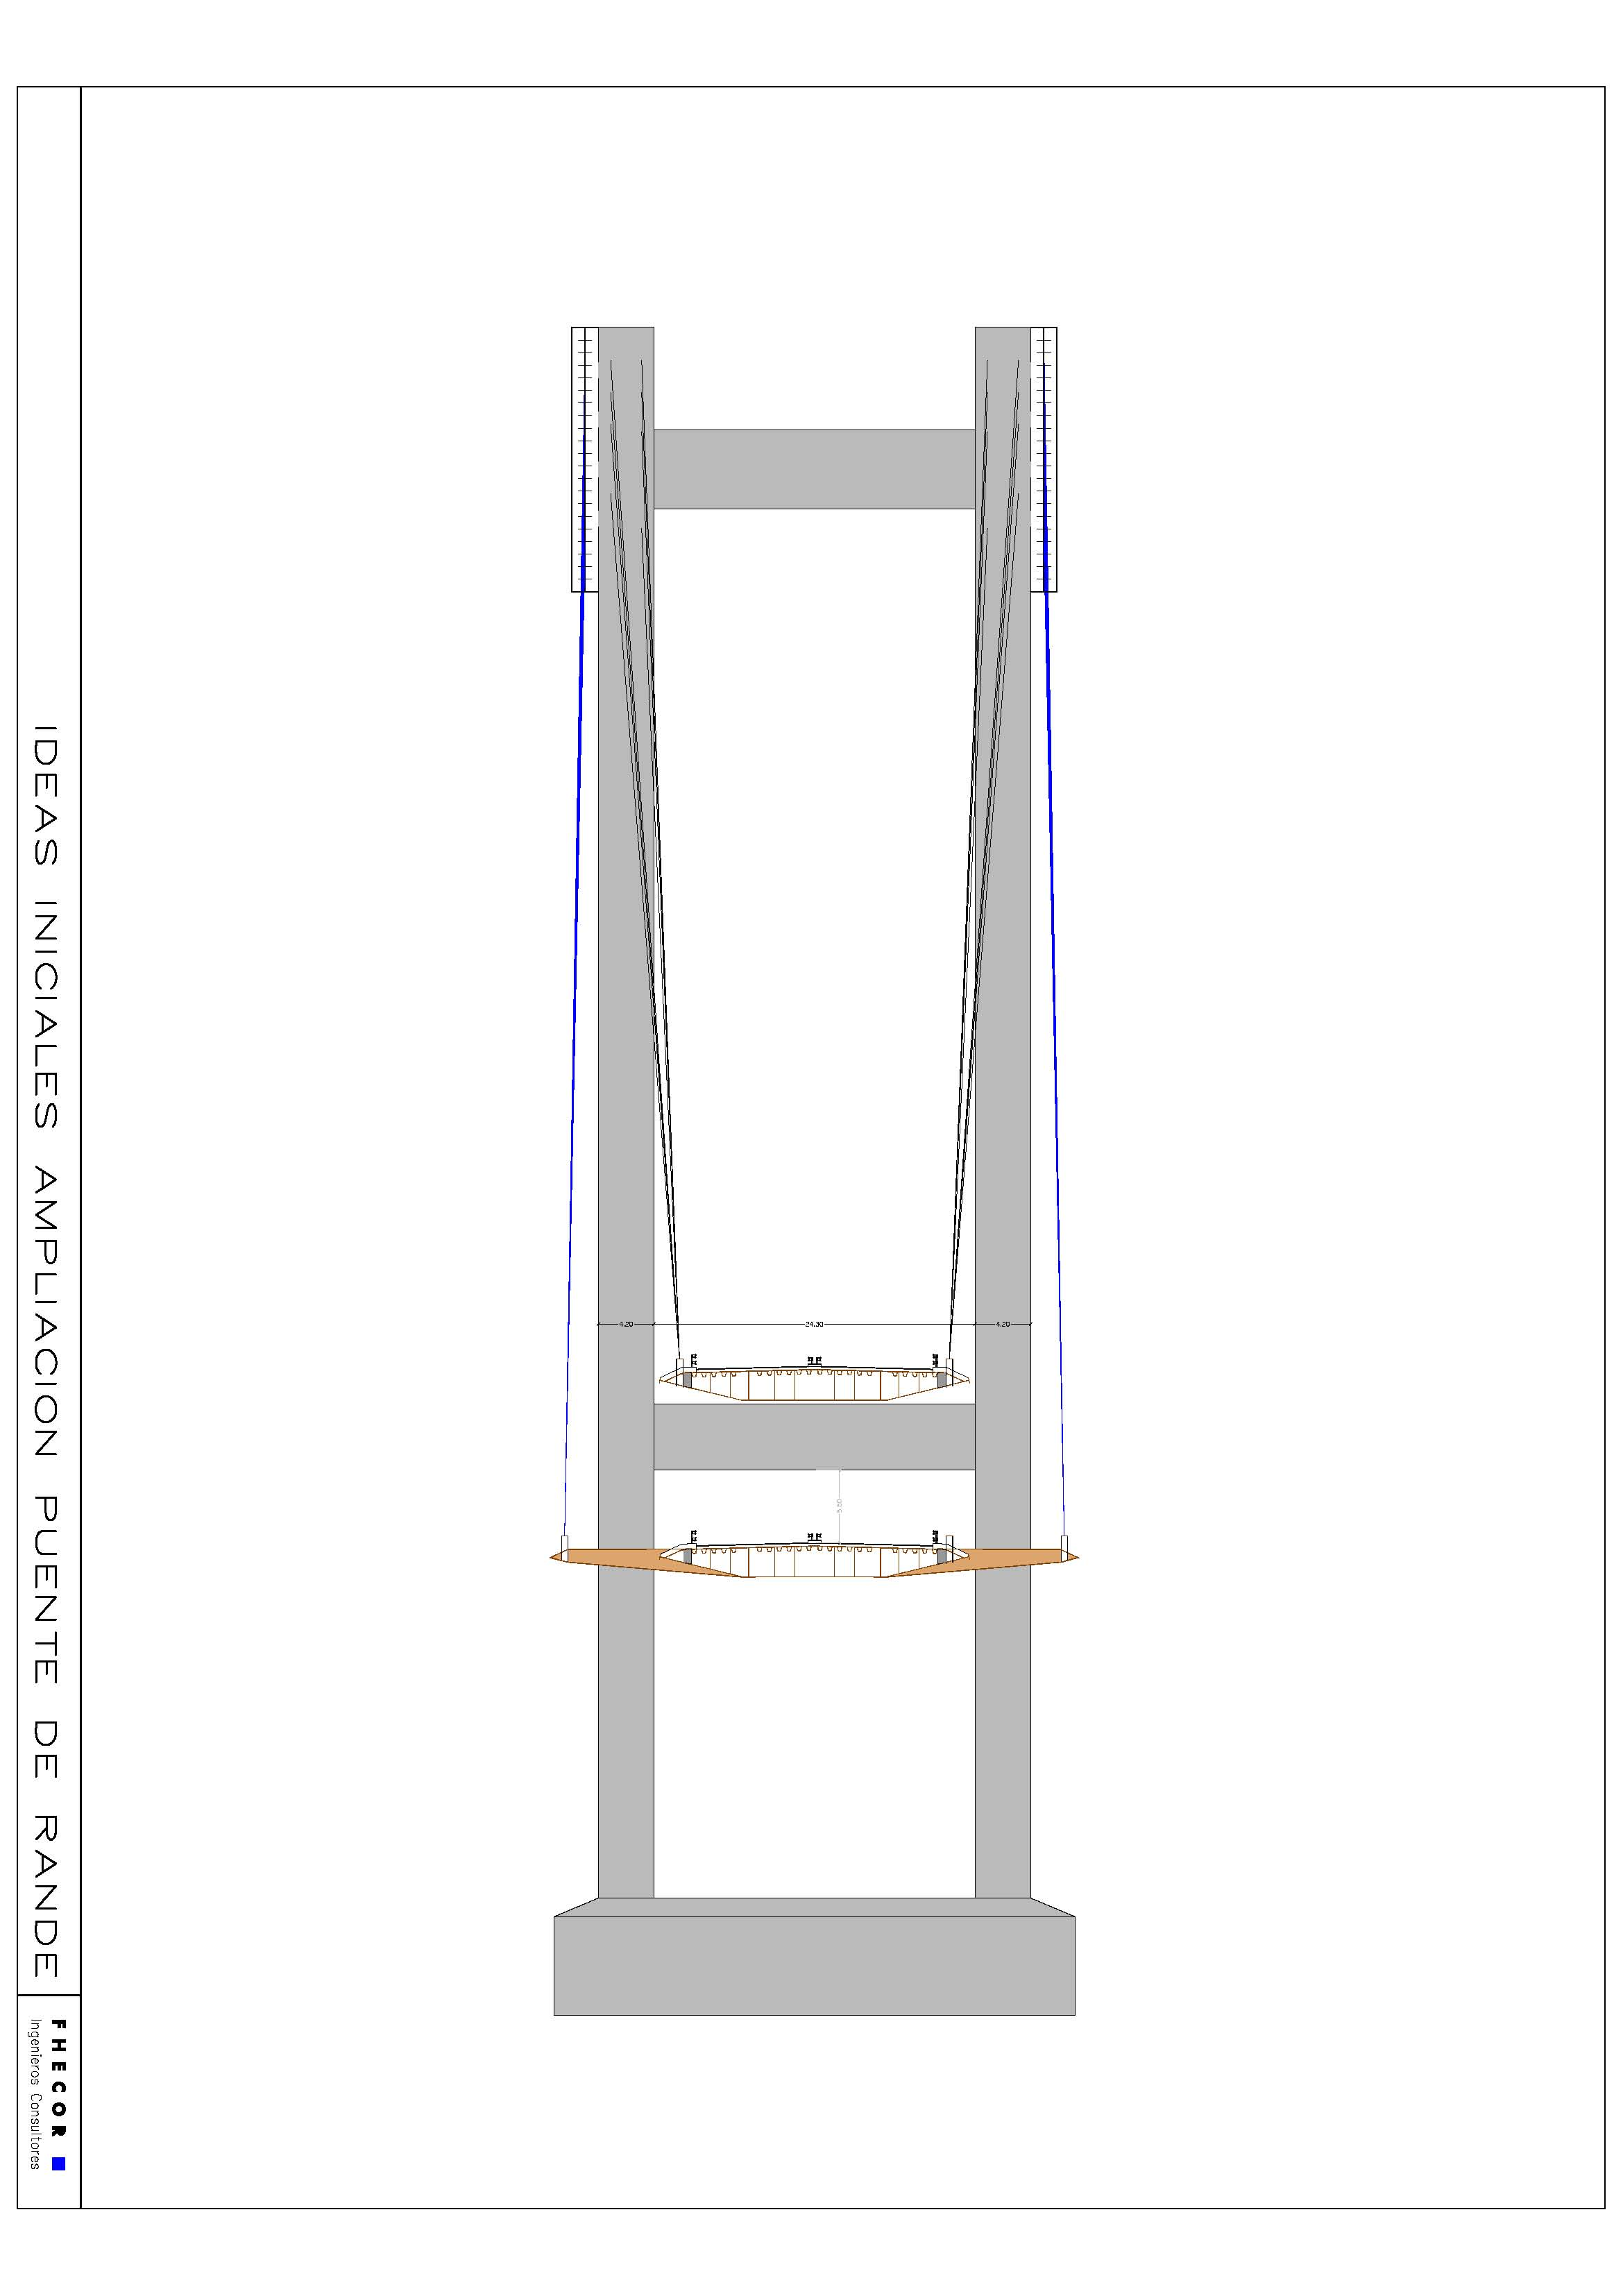 4.20
24.30
4.20
IDEAS INICIALES AMPLIACION PUENTE DE RANDE
FHECOR
Ingenieros Consultores